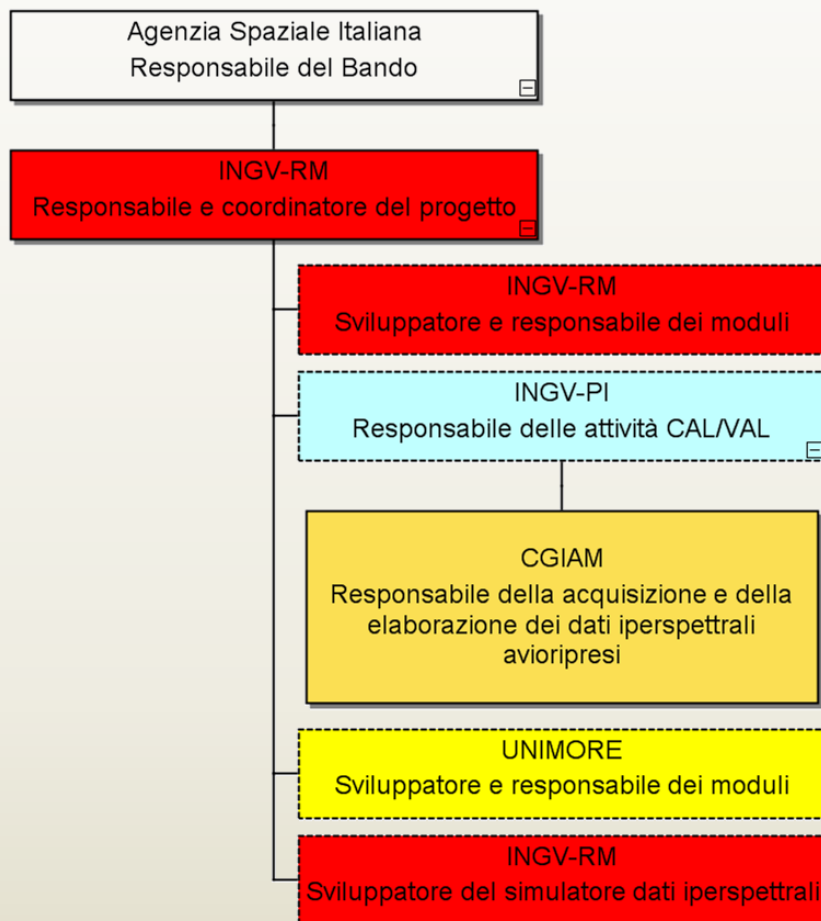 Agenzia Spaziale Italiana
Responsabile del Bando
INGV-RM
Responsabile e coordinatore del progetto
INGV-RM
Sviluppatore e responsabile dei moduli
INGV-PI
Responsabile delle attività CAL/VAL
CGIAM
Responsabile della acquisizione e della
elaborazione dei dati iperspettrali
avioripresi
UNIMORE
Sviluppatore e responsabile dei moduli
INGV-RM
Sviluppatore del simulatore dati iperspettrali